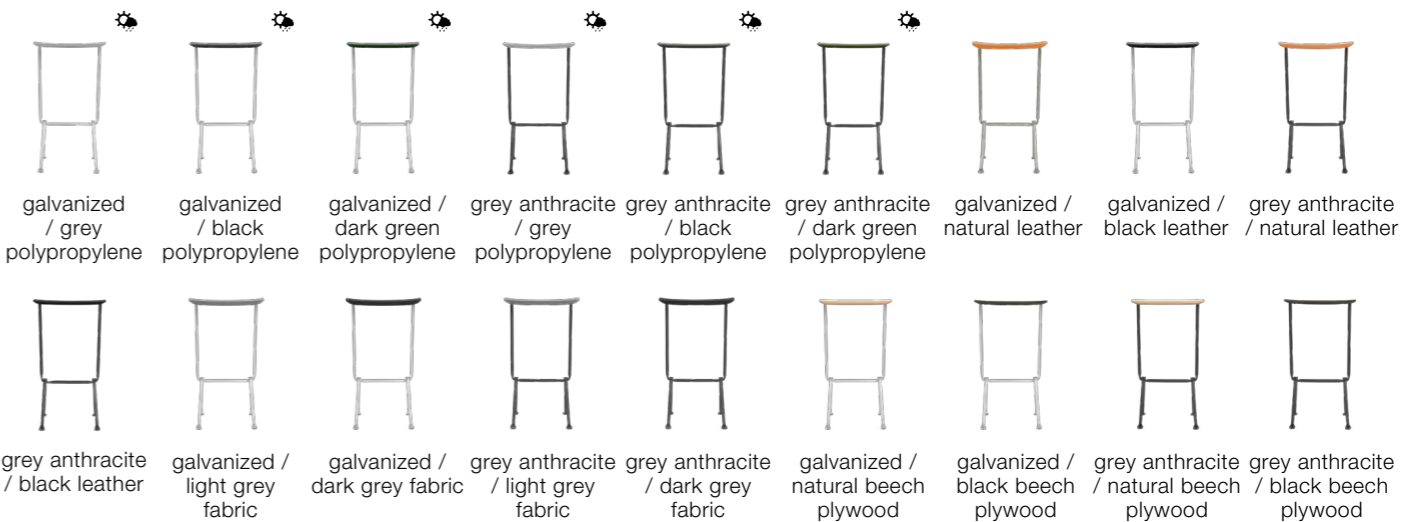 galvanized
/ grey
polypropylene
galvanized
/ black
polypropylene
galvanized /
dark green
polypropylene
grey anthracite
/ grey
polypropylene
grey anthracite
/ black
polypropylene
grey anthracite
/ dark green
polypropylene
galvanized /
natural leather
galvanized /
black leather
grey anthracite
/ natural leather
grey anthracite
/ black leather
galvanized /
light grey
fabric
galvanized /
dark grey fabric
grey anthracite
/ light grey
fabric
grey anthracite
/ dark grey
fabric
galvanized /
natural beech
plywood
galvanized /
black beech
plywood
grey anthracite
/ natural beech
plywood
grey anthracite
/ black beech
plywood